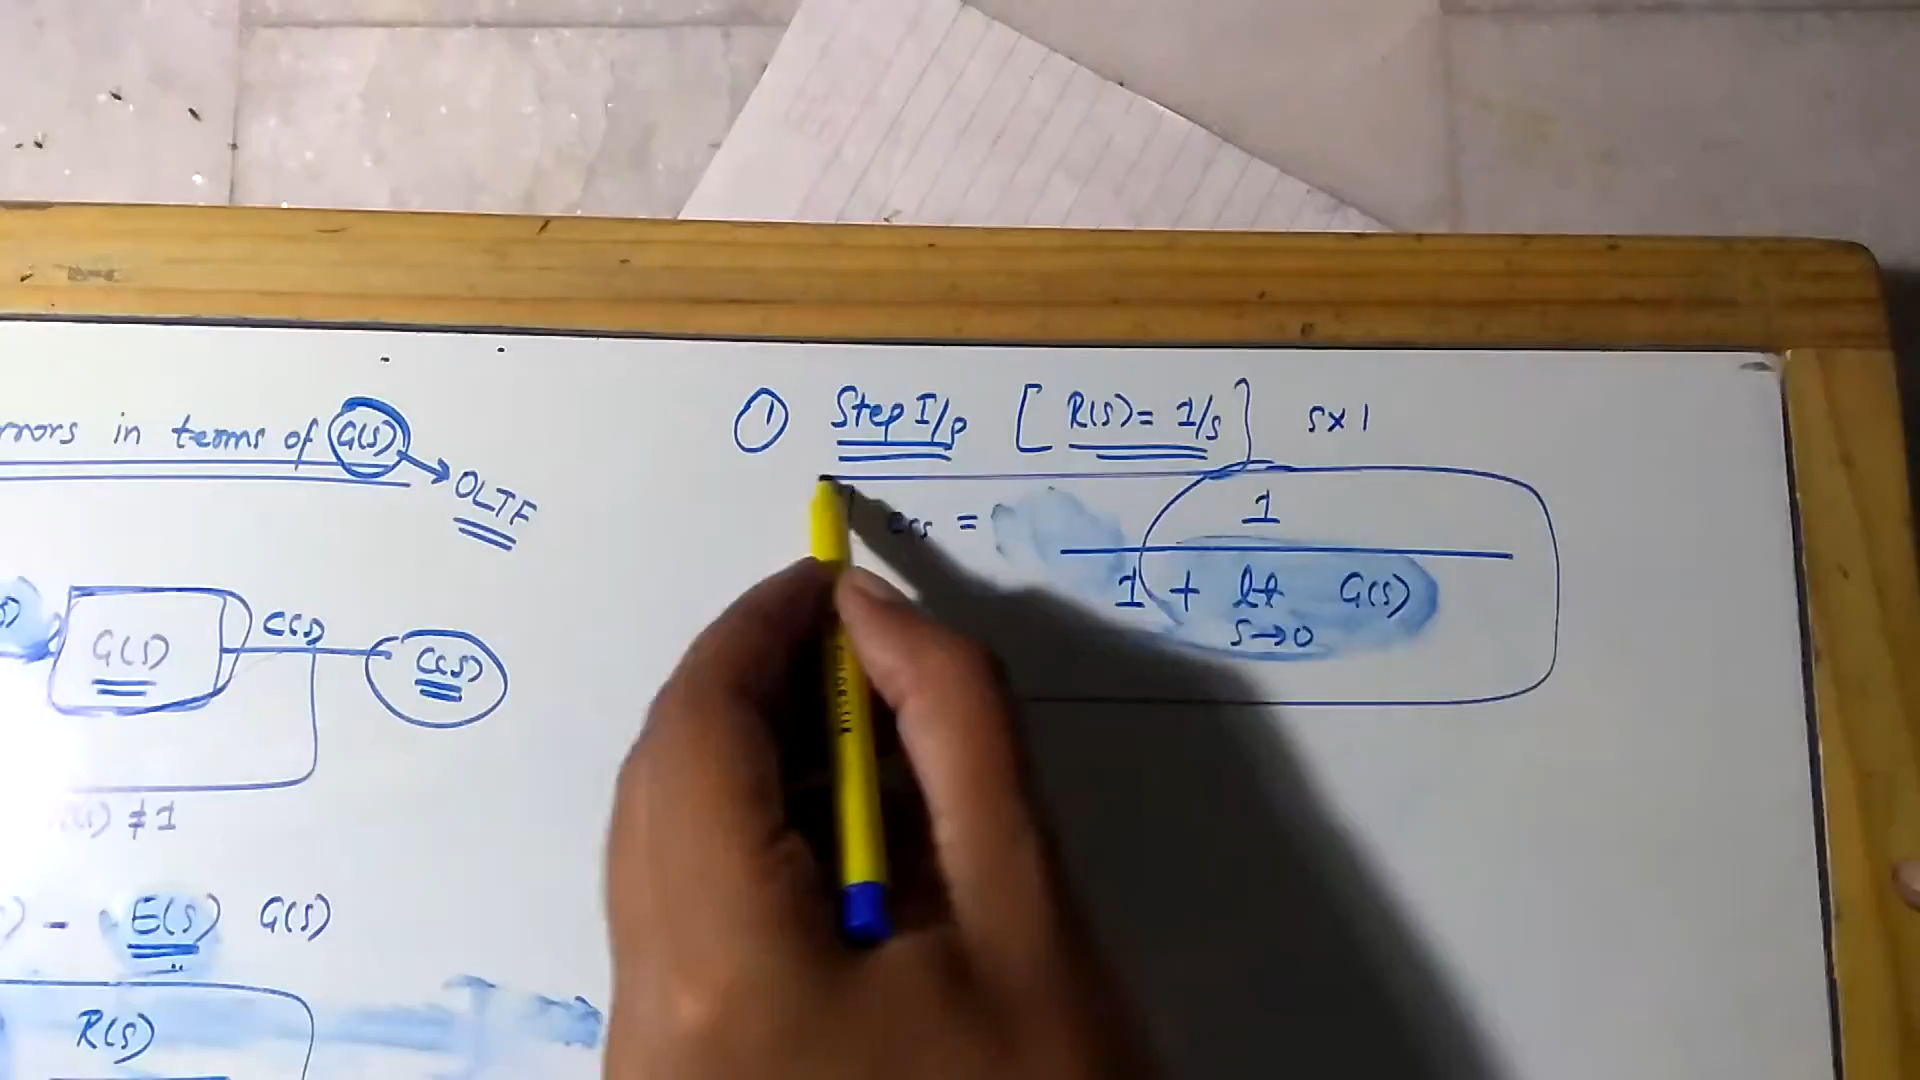 rrors in terms of G(s)
OLTF
G(s)
C(s)
C(s)
≠ 1
- E(s) G(s)
R(s)
① Step I/p [R(s) = 1/s] s×1
ess = 1
1 + lt G(s)
s→0